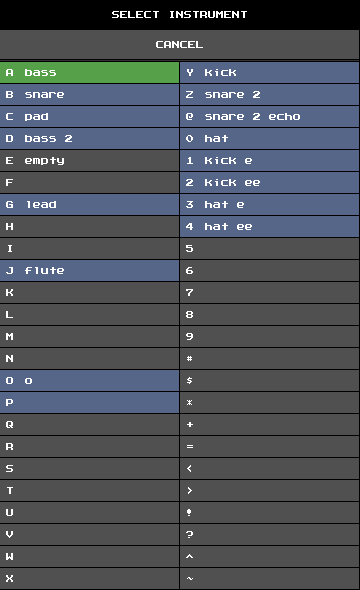 SELECT INSTRUMENT
CANCEL
A bass
B snare
C pad
D bass 2
E empty
F
G lead
H
I
J flute
K
L
M
N
O o
P
Q
R
S
T
U
V
W
X
Y kick
Z snare 2
@ snare 2 echo
0 hat
1 kick e
2 kick ee
3 hat e
4 hat ee
5
6
7
8
9
#
$
*
+
=
<
>
!
?
^
~